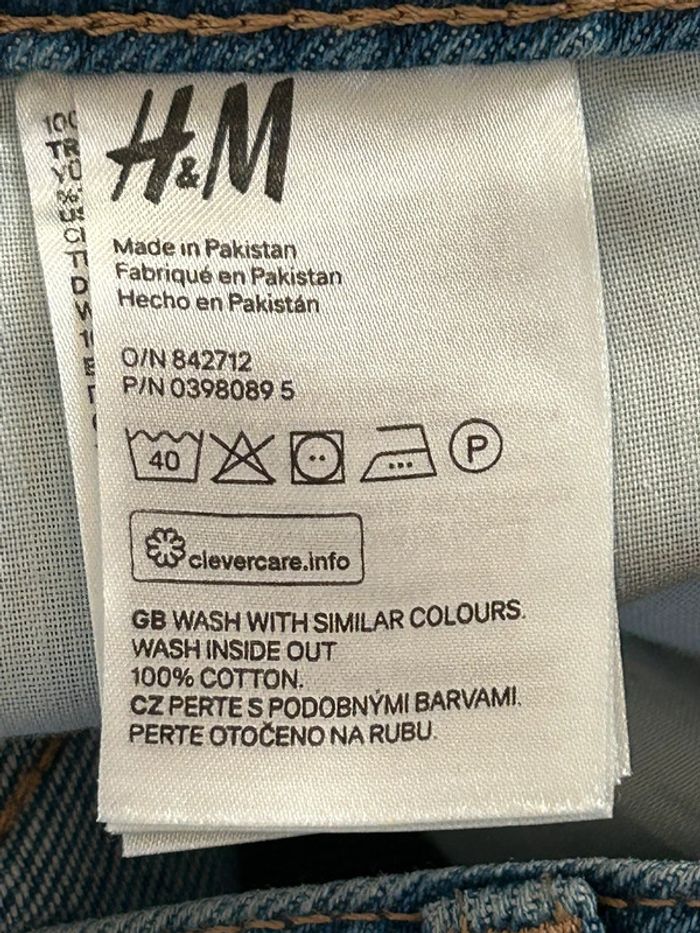 H&M
Made in Pakistan
Fabriqué en Pakistan
Hecho en Pakistán
O/N 842712
P/N 0398089 5
40
P
clevercare.info
GB WASH WITH SIMILAR COLOURS.
WASH INSIDE OUT
100% COTTON.
CZ PERTE S PODOBNÝMI BARVAMI.
PERTE OTOČENO NA RUBU.